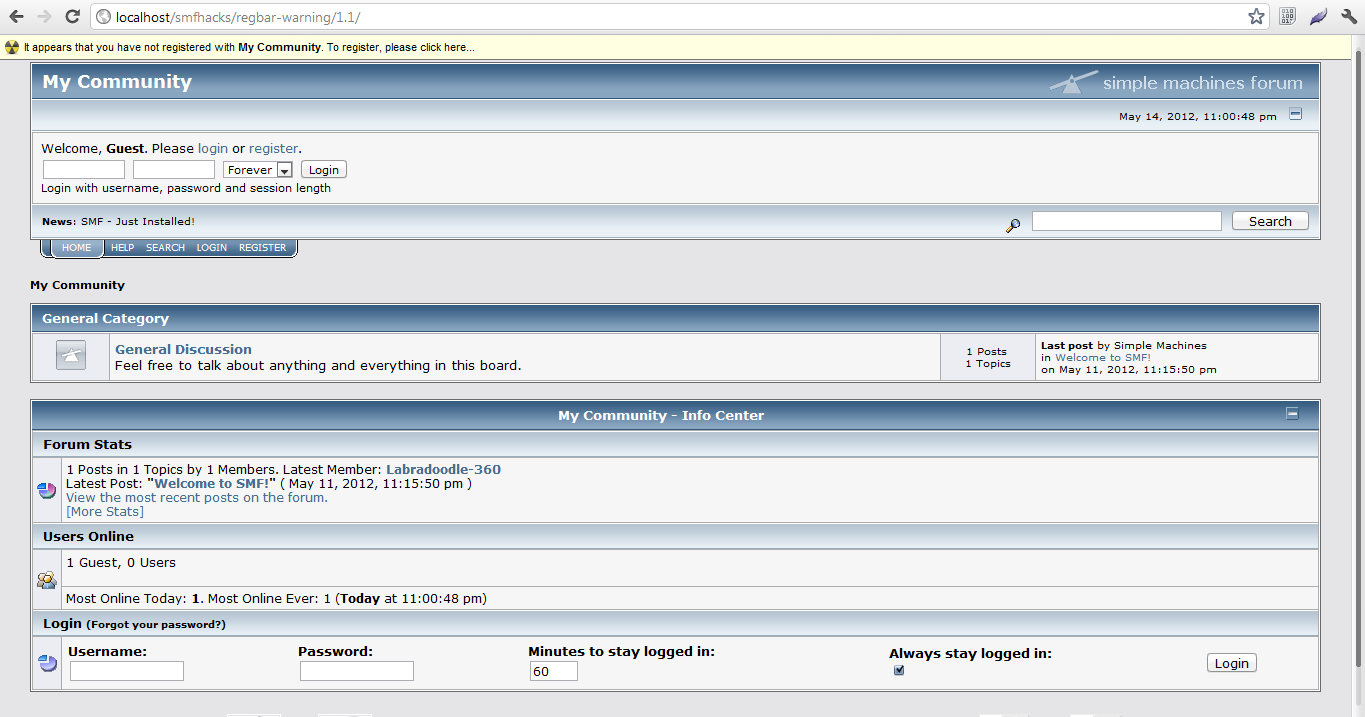 localhost/smfhacks/regbar-warning/1.1/
It appears that you have not registered with My Community. To register, please click here...
My Community
simple machines forum
May 14, 2012, 11:00:48 pm
Welcome, Guest. Please login or register.
Forever Login
Login with username, password and session length
News: SMF - Just Installed!
Search
HOME HELP SEARCH LOGIN REGISTER
My Community
General Category
General Discussion
Feel free to talk about anything and everything in this board.
1 Posts
1 Topics
Last post by Simple Machines
in Welcome to SMF!
on May 11, 2012, 11:15:50 pm
My Community - Info Center
Forum Stats
1 Posts in 1 Topics by 1 Members. Latest Member: Labradoodle-360
Latest Post: "Welcome to SMF!" ( May 11, 2012, 11:15:50 pm )
View the most recent posts on the forum.
[More Stats]
Users Online
1 Guest, 0 Users
Most Online Today: 1. Most Online Ever: 1 (Today at 11:00:48 pm)
Login (Forgot your password?)
Username: Password: Minutes to stay logged in: Always stay logged in:
60 Login